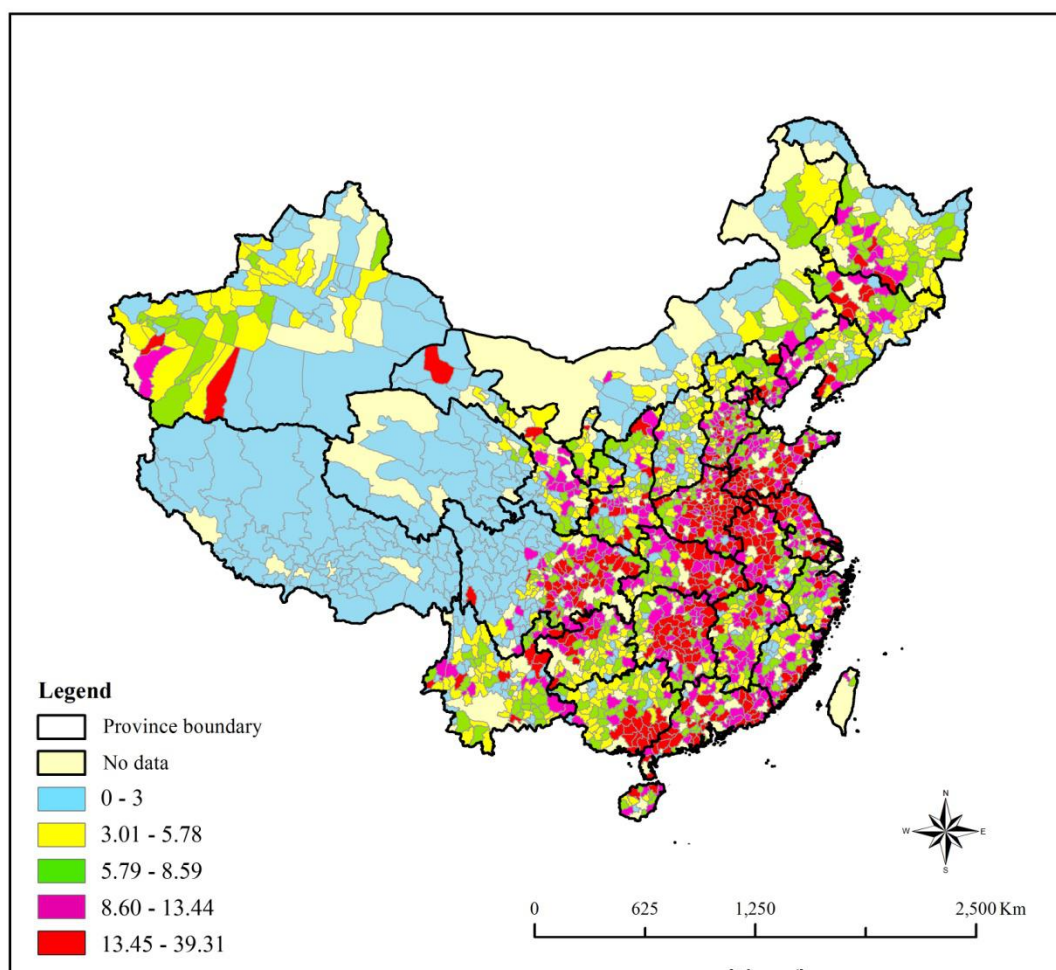 N
W
E
S
Legend
Province boundary
No data
0 - 3
3.01 - 5.78
5.79 - 8.59
8.60 - 13.44
13.45 - 39.31
0 625 1,250 2,500 Km